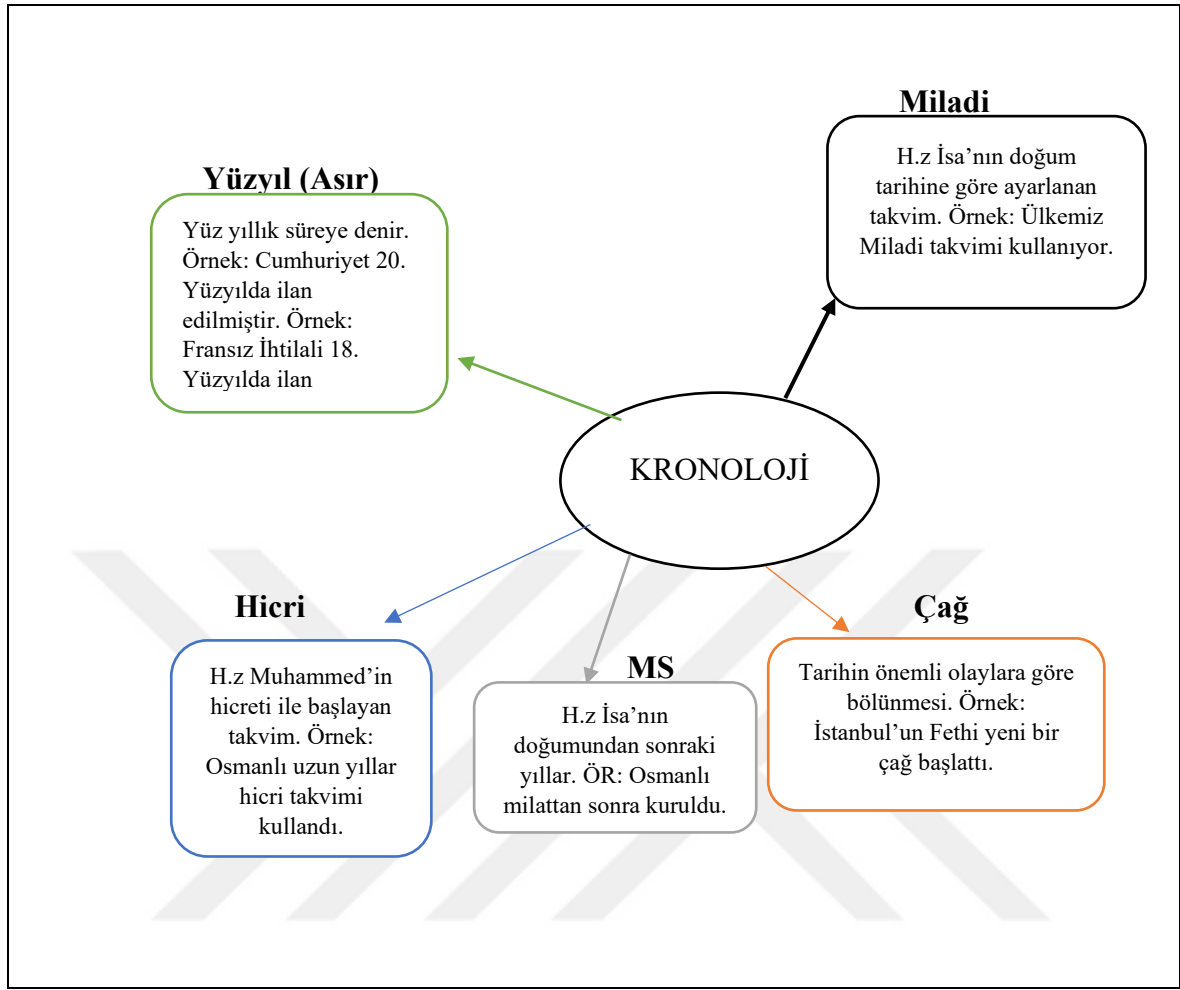 Miladi
H.z İsa’nın doğum
tarihine göre ayarlanan
takvim. Örnek: Ülkemiz
Miladi takvimi kullanıyor.
Yüzyıl (Asır)
Yüz yıllık süreye denir.
Örnek: Cumhuriyet 20.
Yüzyılda ilan
edilmiştir. Örnek:
Fransız İhtilali 18.
Yüzyılda ilan
KRONOLOJİ
Hicri
H.z Muhammed’in
hicreti ile başlayan
takvim. Örnek:
Osmanlı uzun yıllar
hicri takvimi
kullandı.
MS
H.z İsa’nın
doğumundan sonraki
yıllar. ÖR: Osmanlı
milattan sonra kuruldu.
Çağ
Tarihin önemli olaylara göre
bölünmesi. Örnek:
İstanbul’un Fethi yeni bir
çağ başlattı.